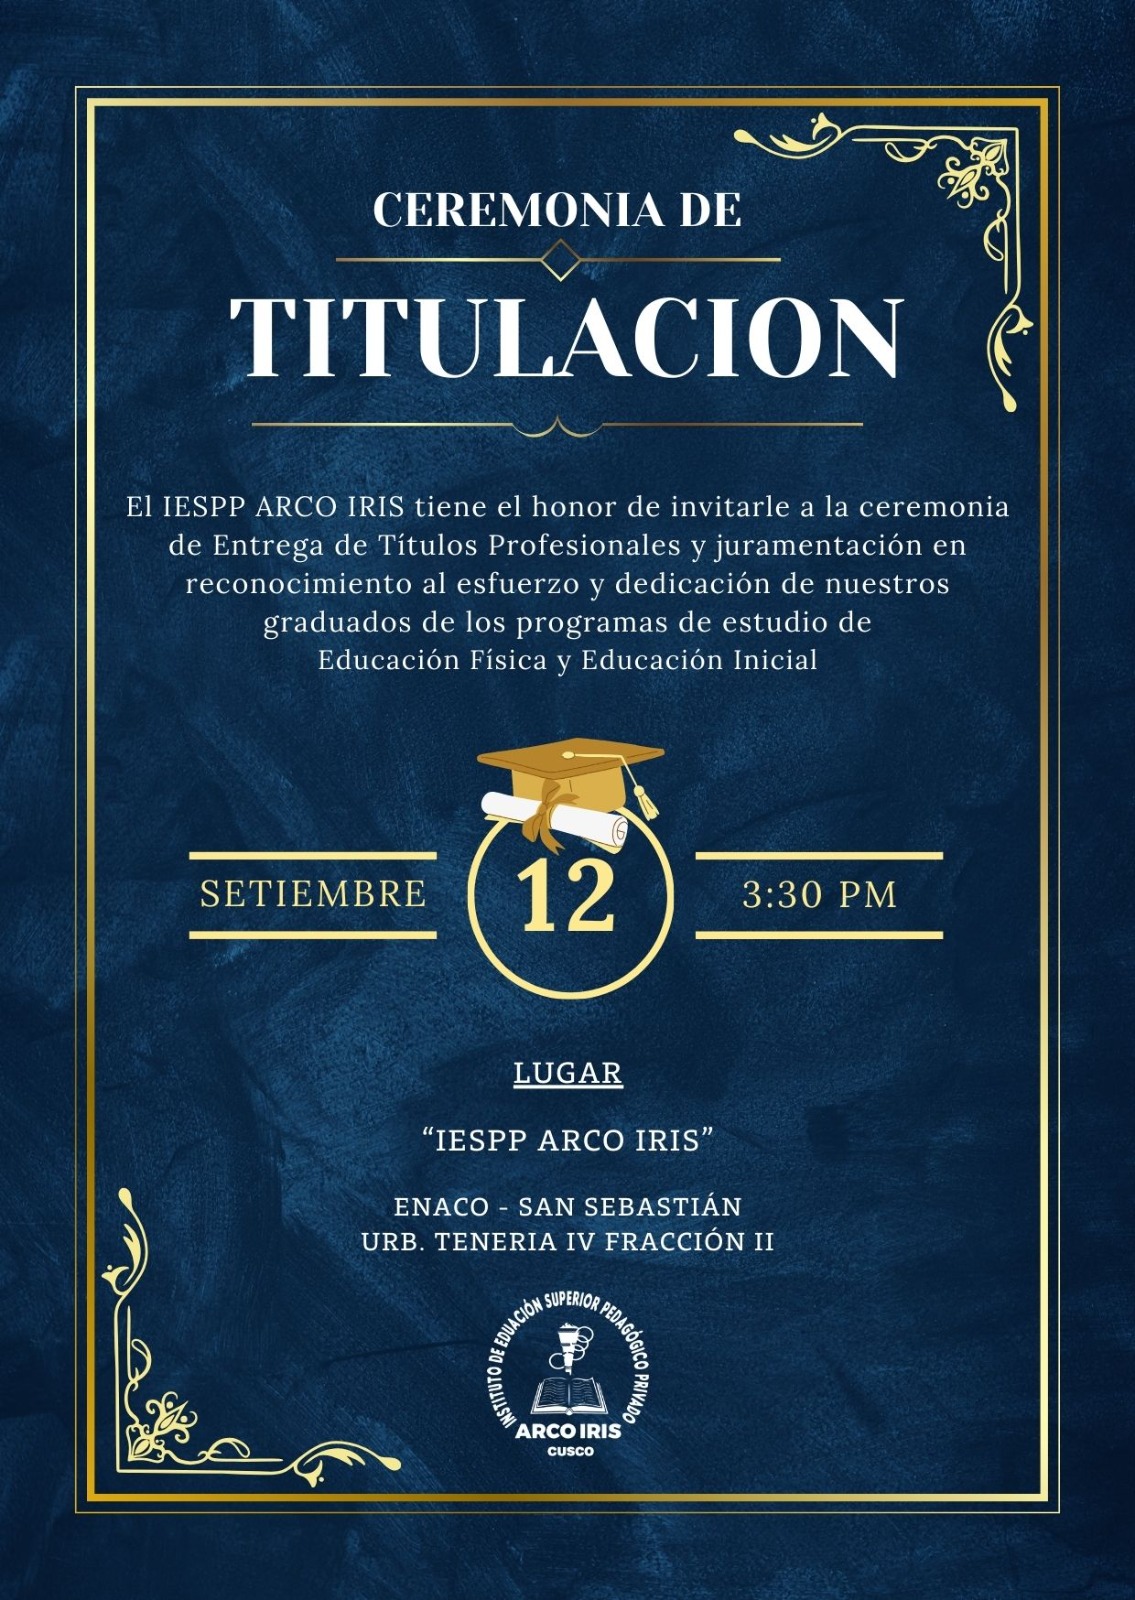 CEREMONIA DE
TITULACION
El IESPP ARCO IRIS tiene el honor de invitarle a la ceremonia
de Entrega de Títulos Profesionales y juramentación en
reconocimiento al esfuerzo y dedicación de nuestros
graduados de los programas de estudio de
Educación Física y Educación Inicial
SETIEMBRE
12
3:30 PM
LUGAR
“IESPP ARCO IRIS”
ENACO - SAN SEBASTIÁN
URB. TENERIA IV FRACCIÓN II
INSTITUTO DE EDUACIÓN SUPERIOR PEDAGÓGICO PRIVADO
ARCO IRIS
CUSCO